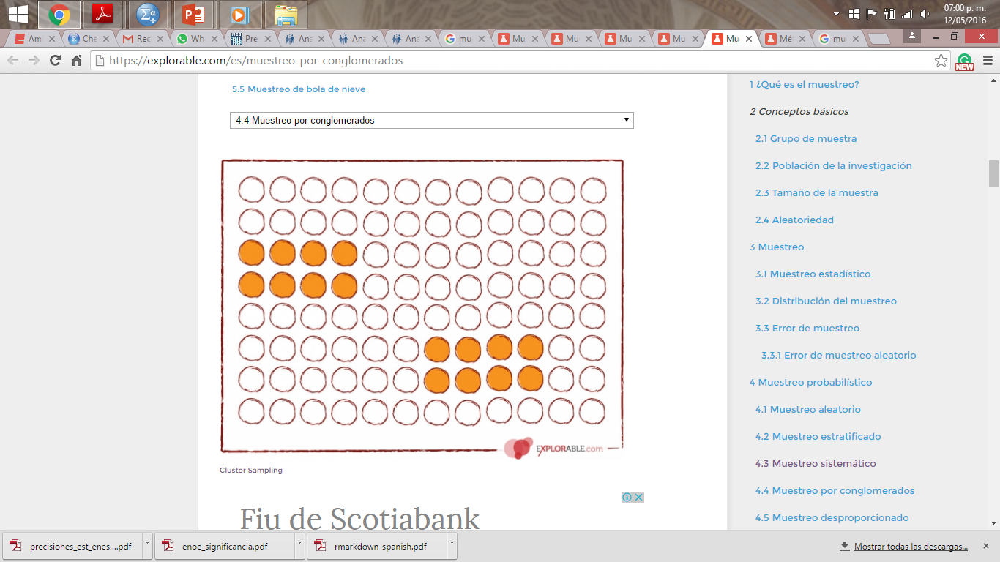 07:00 p. m.
12/05/2016
Am
Che
Rec
Wha
Pre
Ana
Ana
Ana
mu
Mu
Mu
Mu
Mu
Mu
Mé
mu
https://explorable.com/es/muestreo-por-conglomerados
NEW
5.5 Muestreo de bola de nieve
4.4 Muestreo por conglomerados
EXPLORABLE.com
Cluster Sampling
Fiu de Scotiabank
1 ¿Qué es el muestreo?
2 Conceptos básicos
2.1 Grupo de muestra
2.2 Población de la investigación
2.3 Tamaño de la muestra
2.4 Aleatoriedad
3 Muestreo
3.1 Muestreo estadístico
3.2 Distribución del muestreo
3.3 Error de muestreo
3.3.1 Error de muestreo aleatorio
4 Muestreo probabilístico
4.1 Muestreo aleatorio
4.2 Muestreo estratificado
4.3 Muestreo sistemático
4.4 Muestreo por conglomerados
4.5 Muestreo desproporcionado
precisiones_est_enes....pdf
enoe_significancia.pdf
rmarkdown-spanish.pdf
Mostrar todas las descargas...